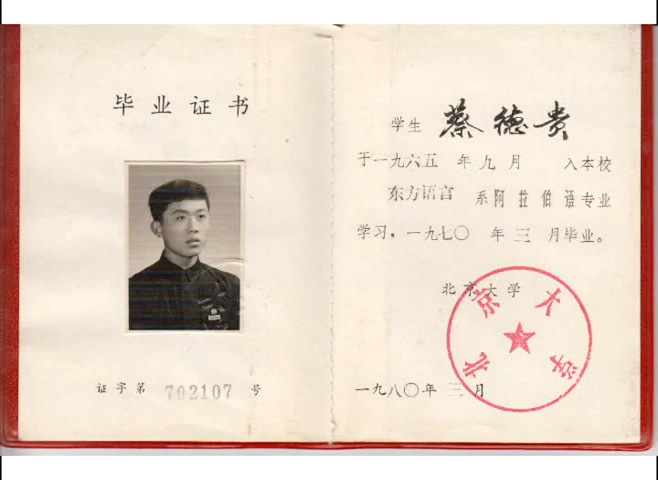 毕业证书
证字第 702107 号
学生 蔡德贵
于一九六五 年九月 入本校
东方语言 系阿拉伯语专业
学习，一九七〇 年 三 月毕业。
北京大学
北京大学
一九八〇年 三月